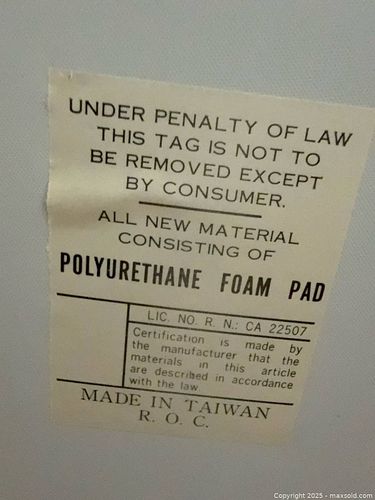 UNDER PENALTY OF LAW
THIS TAG IS NOT TO
BE REMOVED EXCEPT
BY CONSUMER.
ALL NEW MATERIAL
CONSISTING OF
POLYURETHANE FOAM PAD
LIC. NO. R. N.: CA 22507
Certification is made by
the manufacturer that the
materials in this article
are described in accordance
with the law.
MADE IN TAIWAN
R. O. C.
Copyright 2025 - maxsold.com